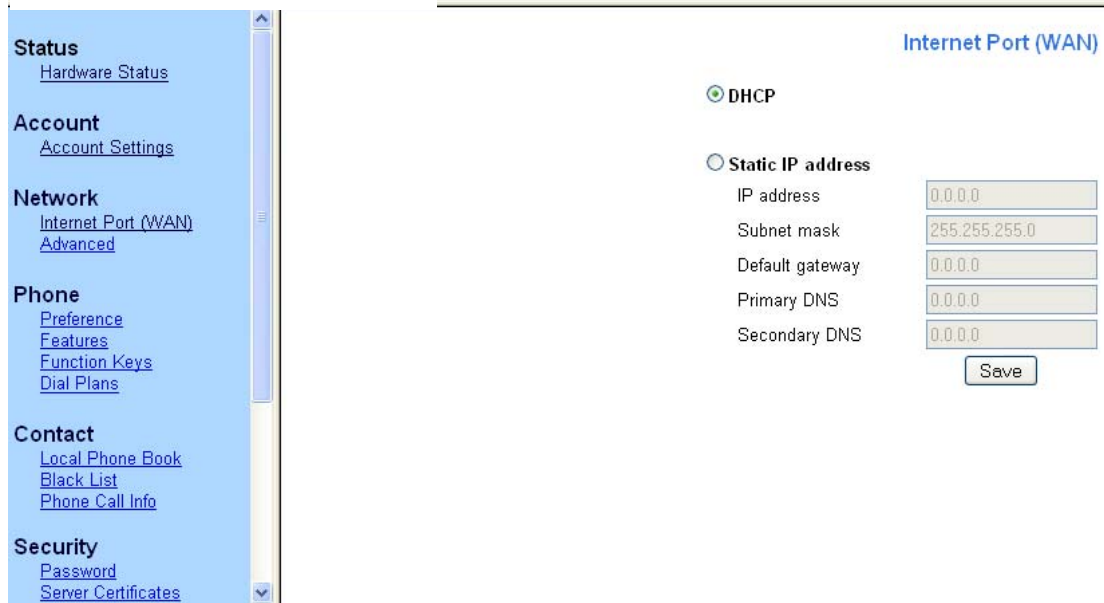 Status
Hardware Status
Account
Account Settings
Network
Internet Port (WAN)
Advanced
Phone
Preference
Features
Function Keys
Dial Plans
Contact
Local Phone Book
Black List
Phone Call Info
Security
Password
Server Certificates
Internet Port (WAN)
DHCP
Static IP address
IP address 0.0.0.0
Subnet mask 255.255.255.0
Default gateway 0.0.0.0
Primary DNS 0.0.0.0
Secondary DNS 0.0.0.0
Save